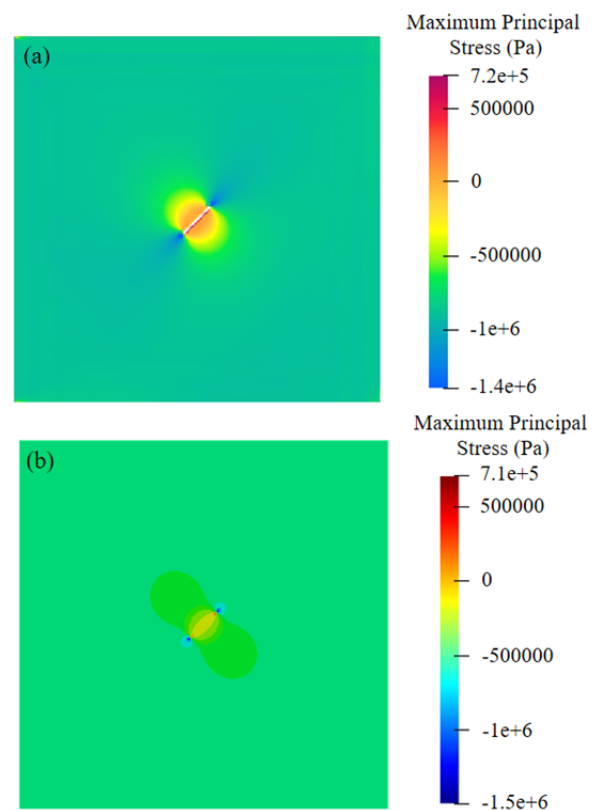 (a)
Maximum Principal
Stress (Pa)
7.2e+5
500000
0
-500000
-1e+6
-1.4e+6
(b)
Maximum Principal
Stress (Pa)
7.1e+5
500000
0
-500000
-1e+6
-1.5e+6